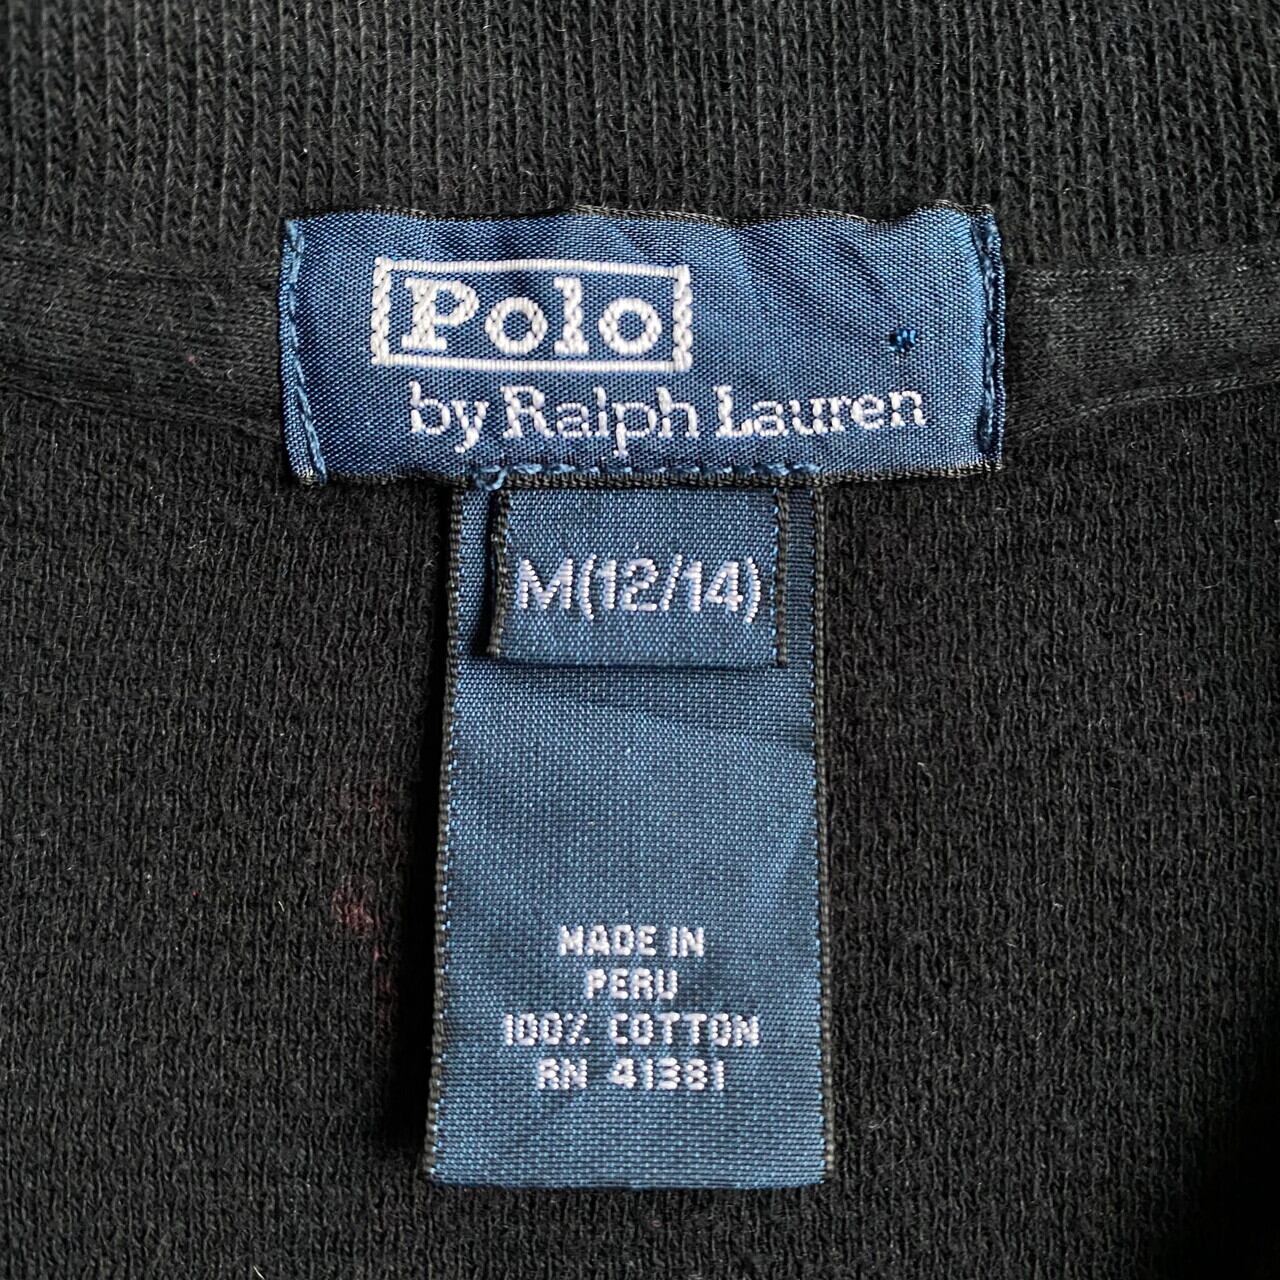 Polo
by Ralph Lauren
M(12/14)
MADE IN
PERU
100% COTTON
RN 41381